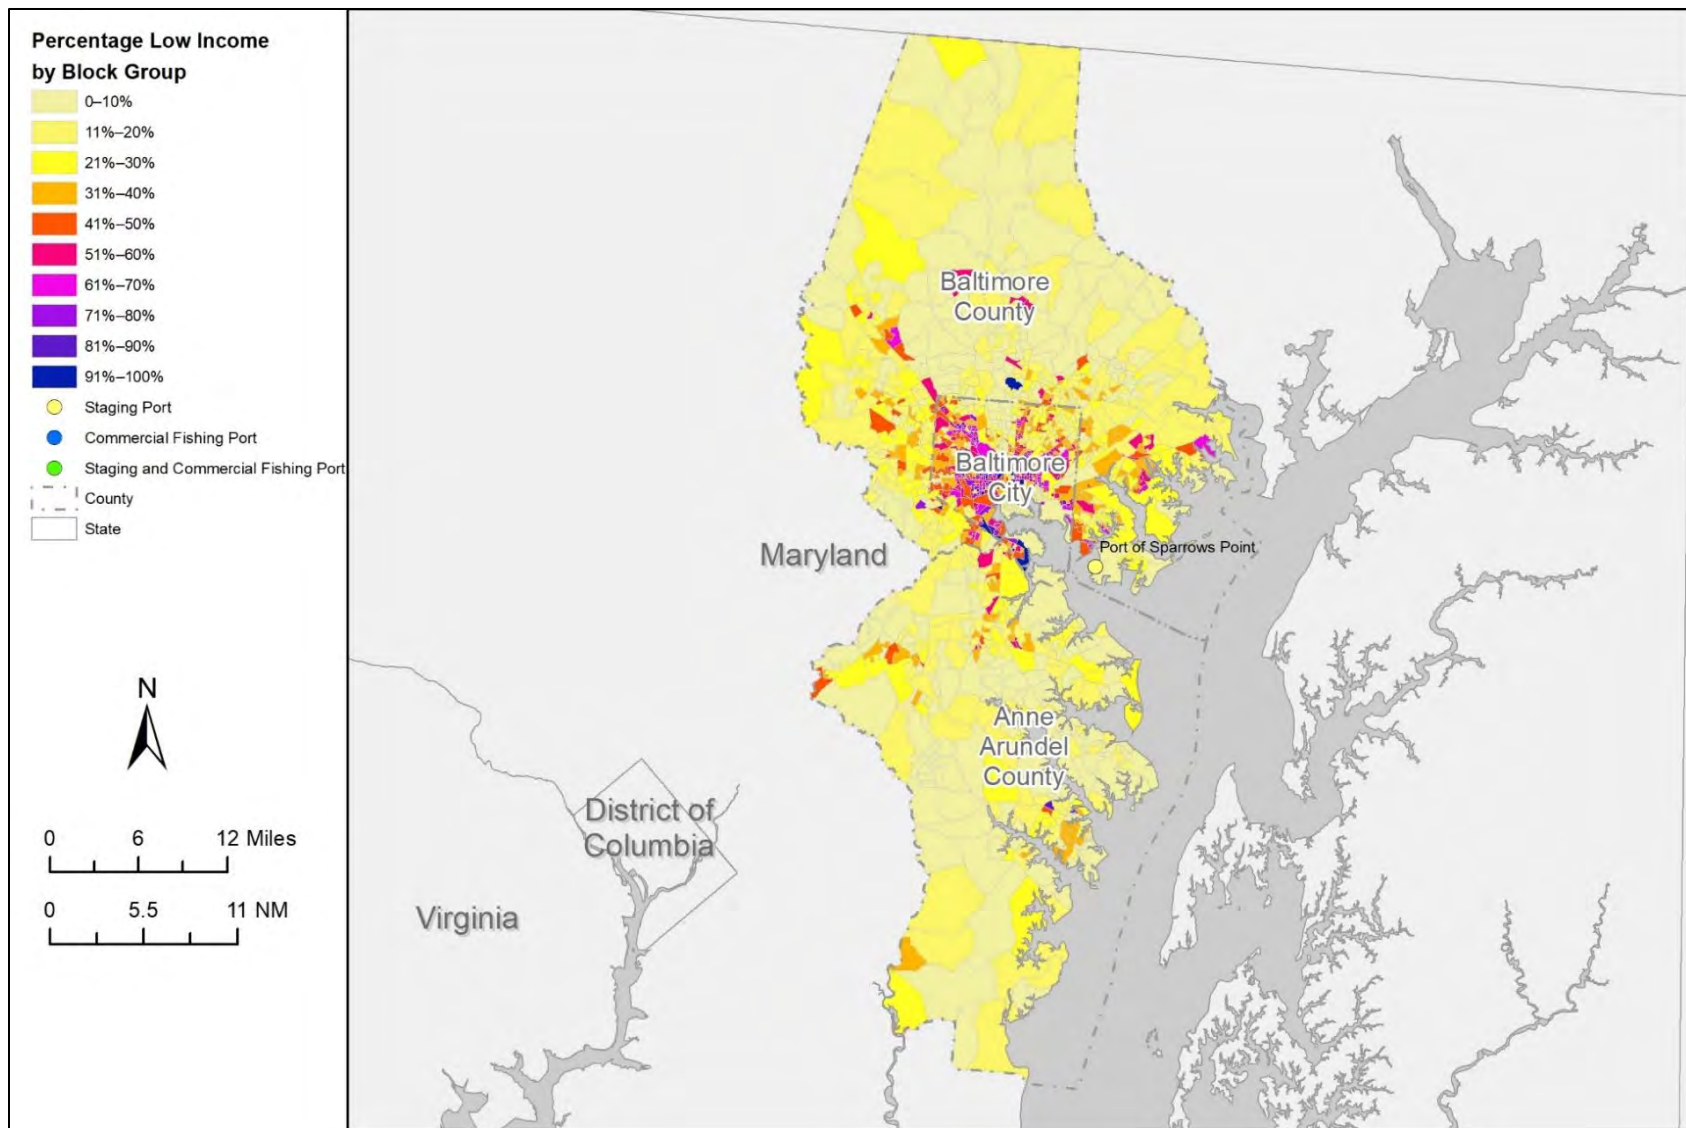 Percentage Low Income
by Block Group
0–10%
11%–20%
21%–30%
31%–40%
41%–50%
51%–60%
61%–70%
71%–80%
81%–90%
91%–100%
Staging Port
Commercial Fishing Port
Staging and Commercial Fishing Port
County
State
N
0 6 12 Miles
0 5.5 11 NM
Baltimore
County
Baltimore
City
Port of Sparrows Point
Maryland
Anne
Arundel
County
District of
Columbia
Virginia